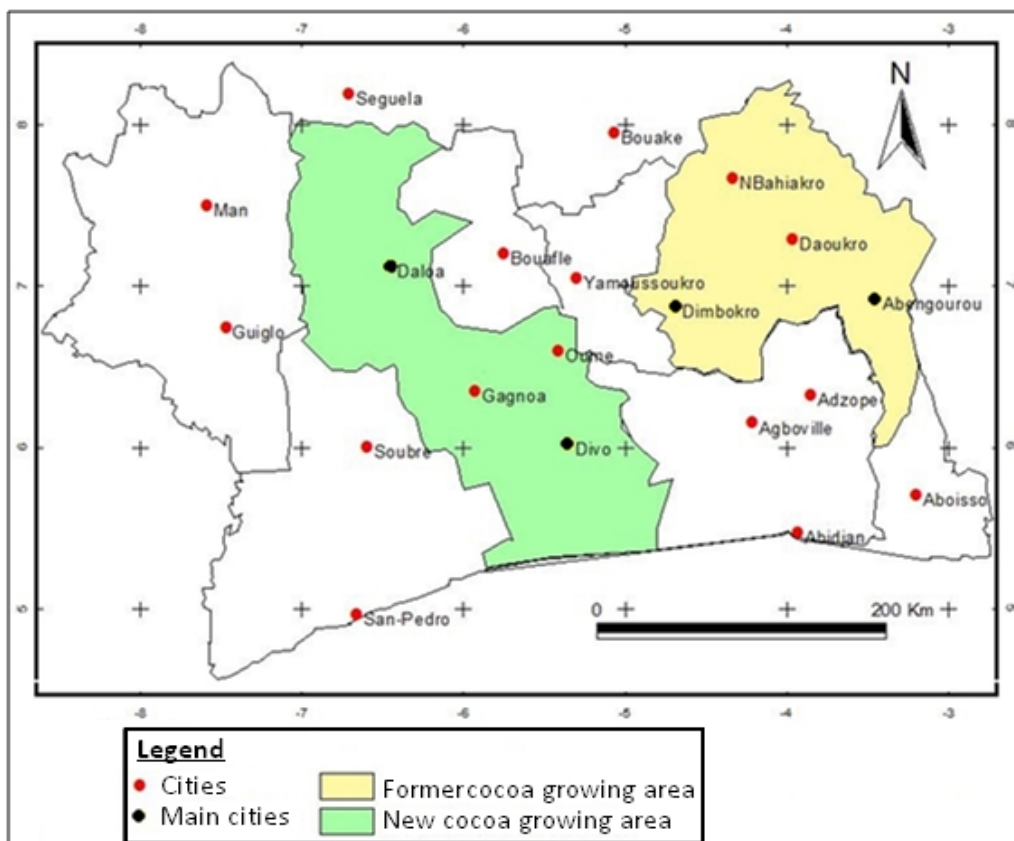 -8 -7 -6 -5 -4 -3
N
Seguela
8 Bouake 8
NBahiakro
Man
Daoukro
Bouafle
Daloa
Yamoussoukro
7 7
Abengourou
Dimbokro
Guiglo
Oume
Gagnoa
Adzope
Agboville
6 Soubre Divo 6
Aboisso
Abidjan
5 0 200 Km
San-Pedro
-8 -7 -6 -5 -4 -3
Legend
Cities
Main cities
Formercocoa growing area
New cocoa growing area